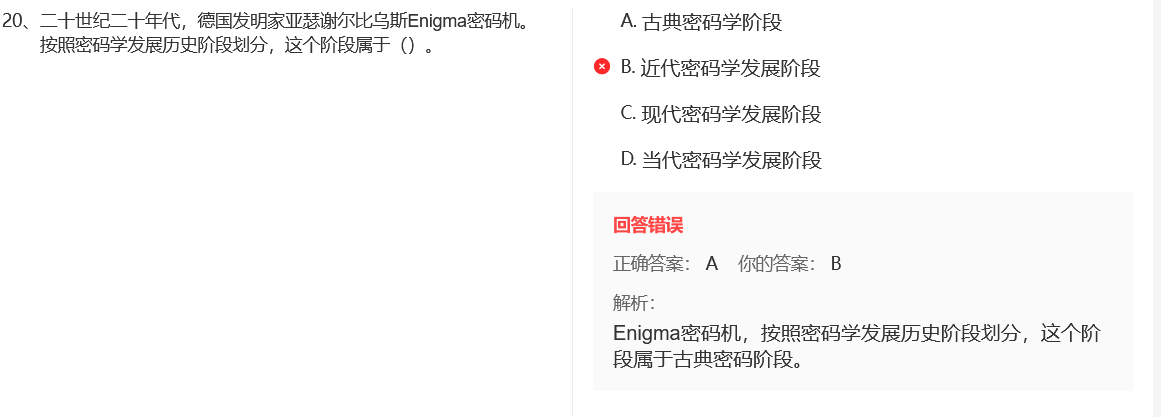 20、二十世纪二十年代，德国发明家亚瑟谢尔比乌斯Enigma密码机。
按照密码学发展历史阶段划分，这个阶段属于（）。
A. 古典密码学阶段
B. 近代密码学发展阶段
C. 现代密码学发展阶段
D. 当代密码学发展阶段
回答错误
正确答案： A 你的答案： B
解析：
Enigma密码机，按照密码学发展历史阶段划分，这个阶
段属于古典密码阶段。